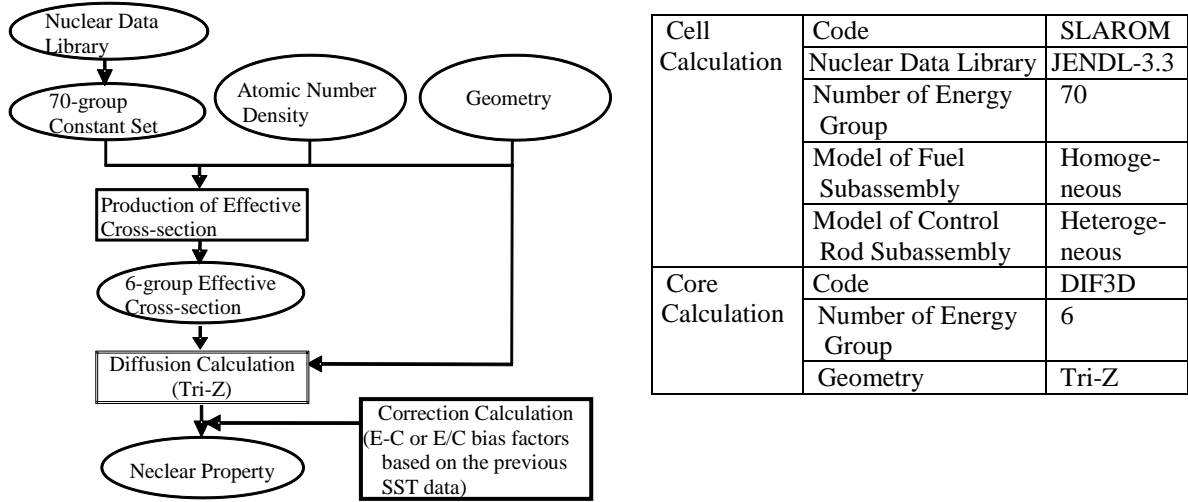 Nuclear Data
Library
70-group
Constant Set
Atomic Number
Density
Geometry
Production of Effective
Cross-section
6-group Effective
Cross-section
Diffusion Calculation
(Tri-Z)
Correction Calculation
(E-C or E/C bias factors
based on the previous
SST data)
Neclear Property
Cell
Calculation
Code
SLAROM
Nuclear Data Library
JENDL-3.3
Number of Energy
Group
70
Model of Fuel
Subassembly
Homoge-
neous
Model of Control
Rod Subassembly
Heteroge-
neous
Core
Calculation
Code
DIF3D
Number of Energy
Group
6
Geometry
Tri-Z